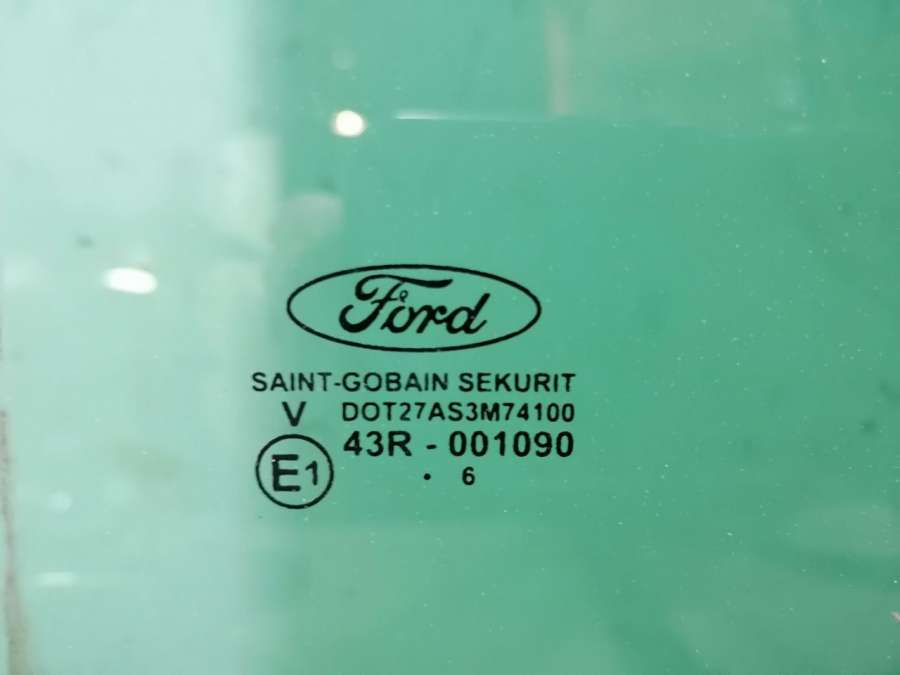 Ford
SAINT-GOBAIN SEKURIT
V DOT27AS3M74100
E1 43R - 001090
. 6